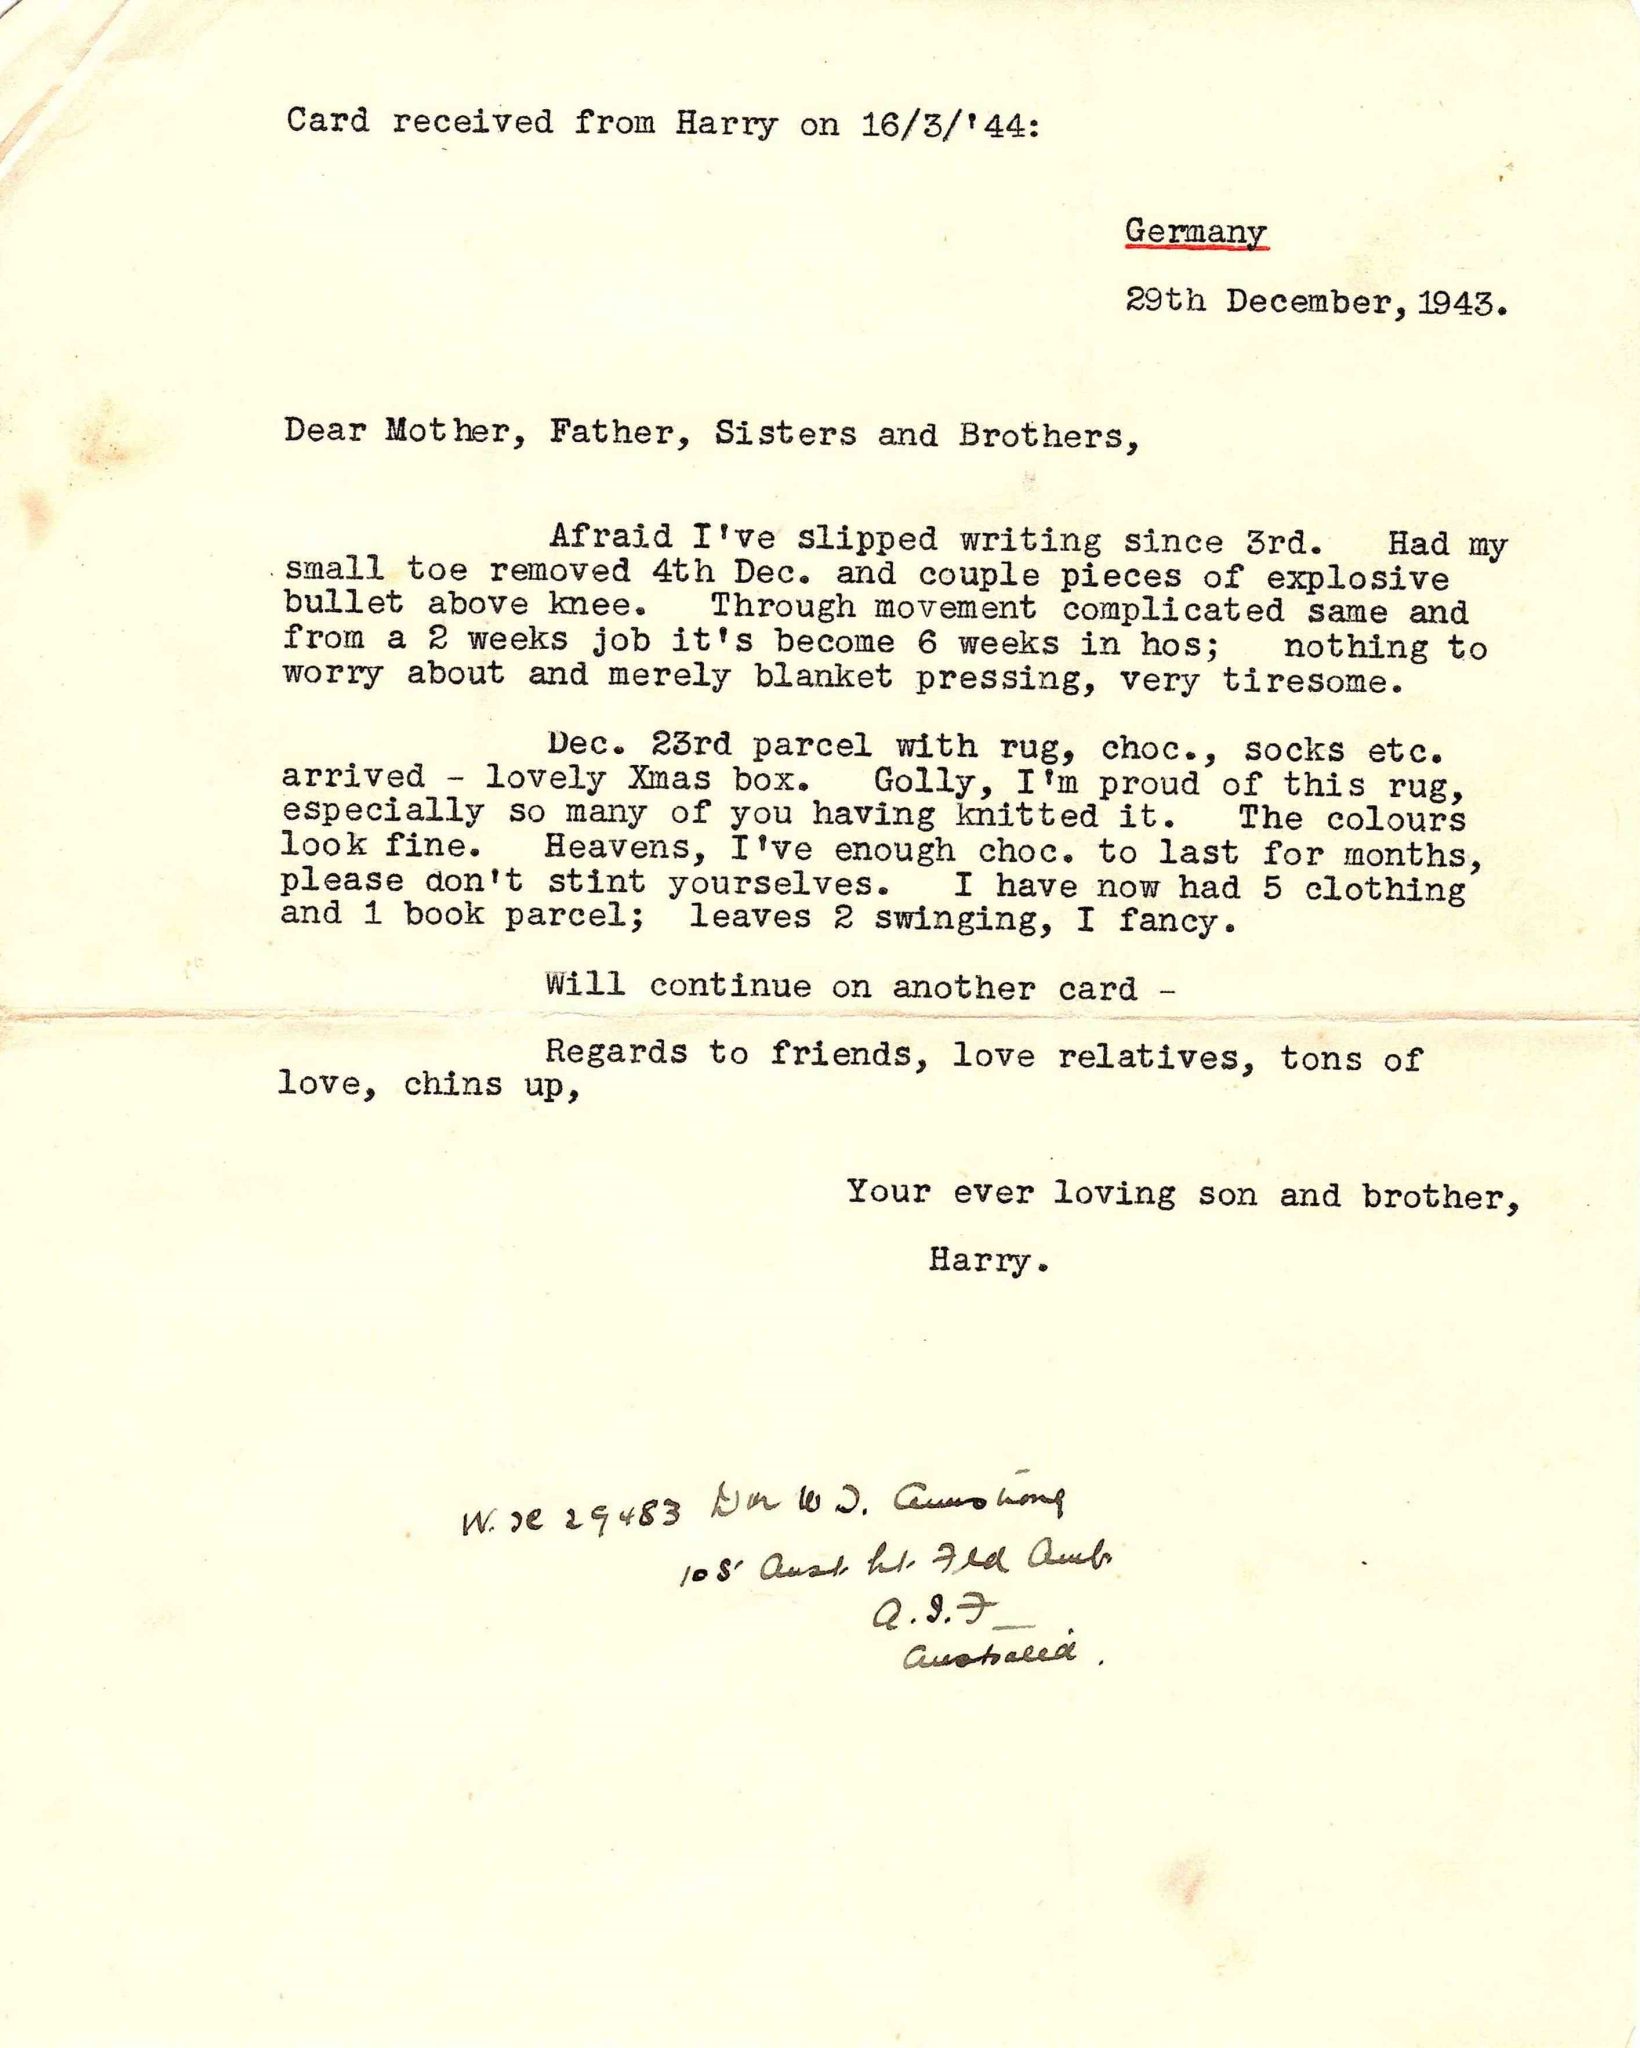 Card received from Harry on 16/3/'44:
Germany
29th December, 1943.
Dear Mother, Father, Sisters and Brothers,
Afraid I've slipped writing since 3rd. Had my
small toe removed 4th Dec. and couple pieces of explosive
bullet above knee. Through movement complicated same and
from a 2 weeks job it's become 6 weeks in hos; nothing to
worry about and merely blanket pressing, very tiresome.
Dec. 23rd parcel with rug, choc., socks etc.
arrived - lovely Xmas box. Golly, I'm proud of this rug,
especially so many of you having knitted it. The colours
look fine. Heavens, I've enough choc. to last for months,
please don't stint yourselves. I have now had 5 clothing
and 1 book parcel; leaves 2 swinging, I fancy.
Will continue on another card -
Regards to friends, love relatives, tons of
love, chins up,
Your ever loving son and brother,
Harry.
29483 Armstrong
Aust Fld Amb
A.I.F
Australia.